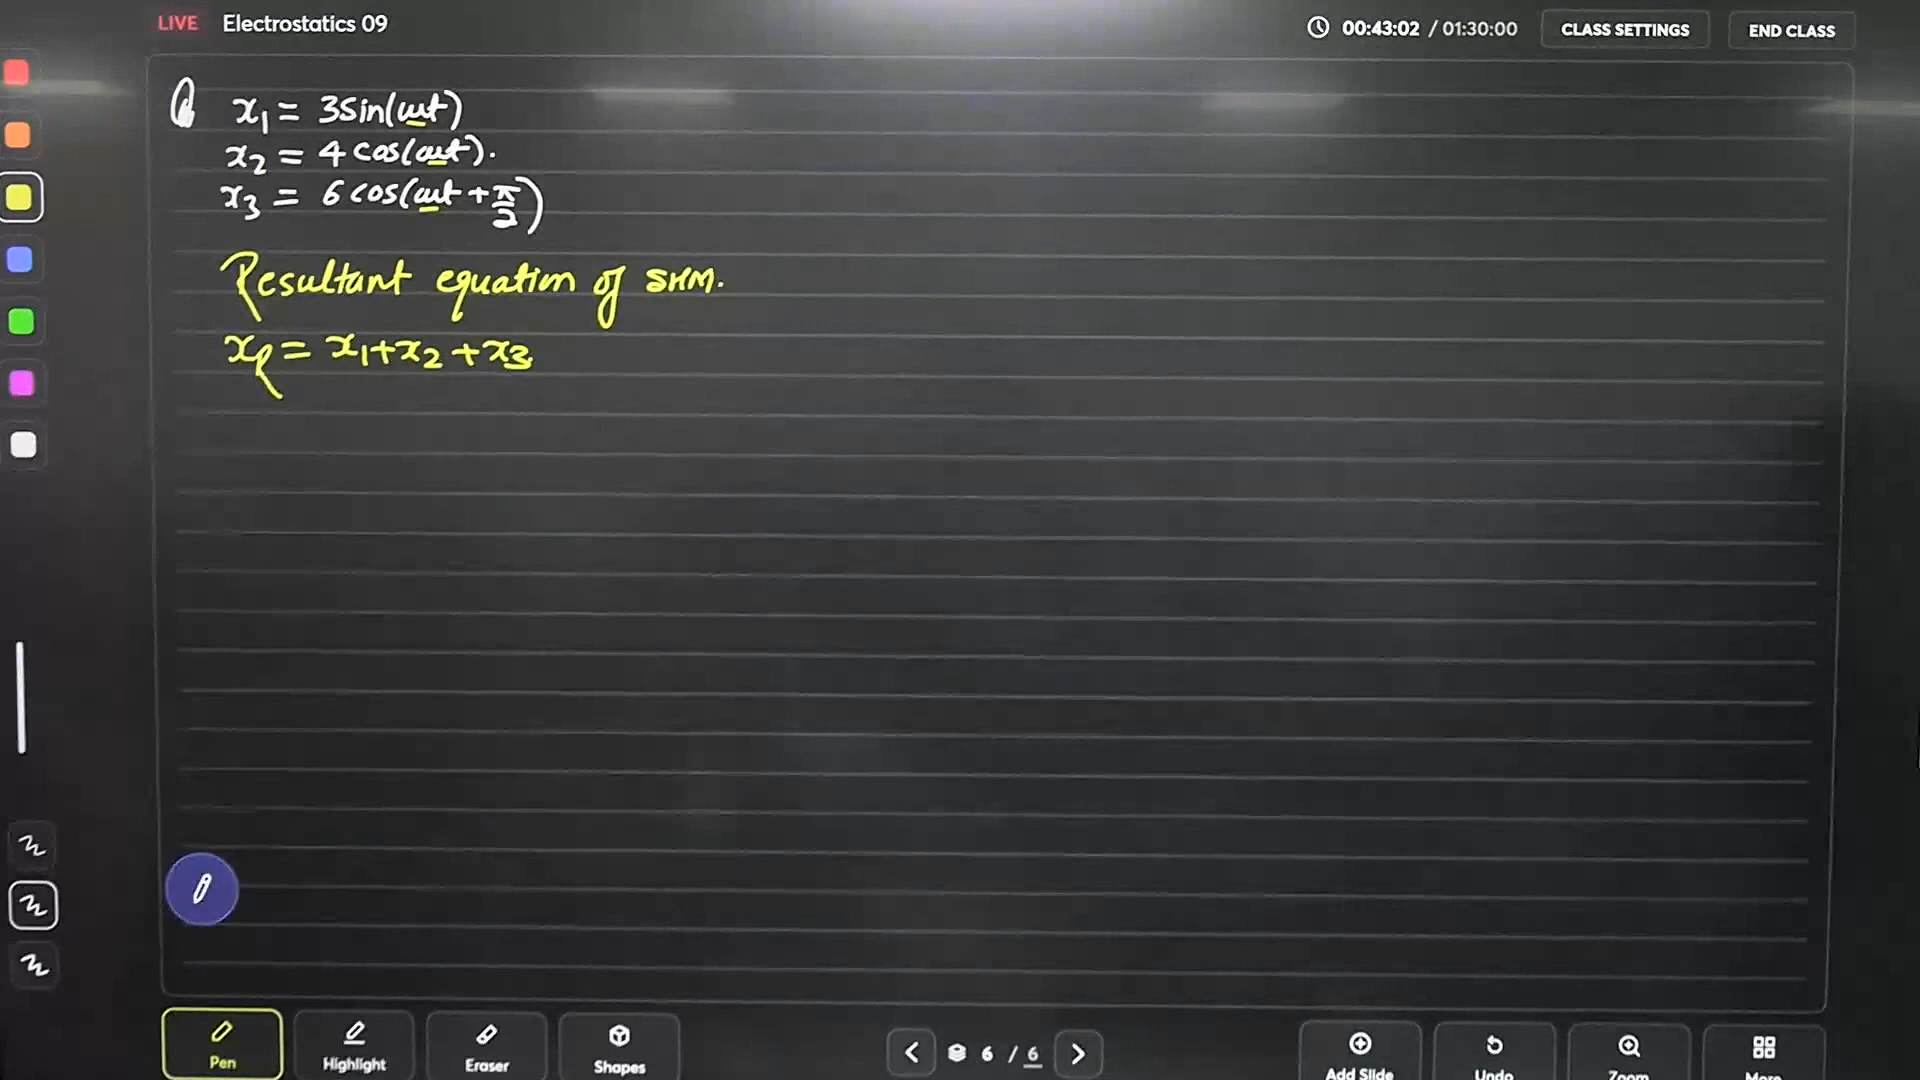 LIVE Electrostatics 09 00:43:02 / 01:30:00 CLASS SETTINGS END CLASS
Q x₁ = 3sin(ωt)
x₂ = 4 cos(ωt).
x₃ = 6 cos(ωt + π/2)
Resultant equation of SHM.
x_R = x₁+x₂+x₃
Pen Highlight Eraser Shapes 6 / 6 Add Slide Undo Zoom More